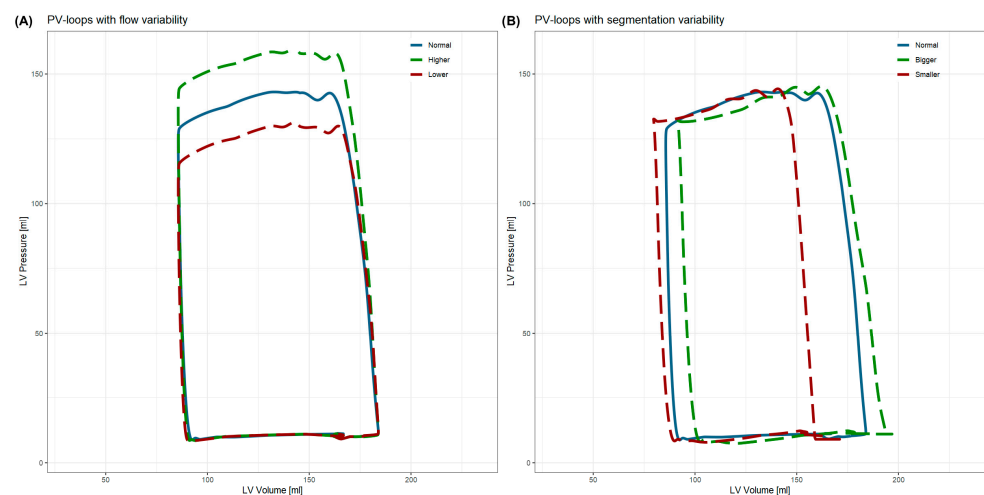 (A) PV-loops with flow variability
Normal
Higher
Lower
150
100
50
0
LV Pressure [ml]
50 100 150 200
LV Volume [ml]
(B) PV-loops with segmentation variability
Normal
Bigger
Smaller
150
100
50
0
LV Pressure [ml]
50 100 150 200
LV Volume [ml]